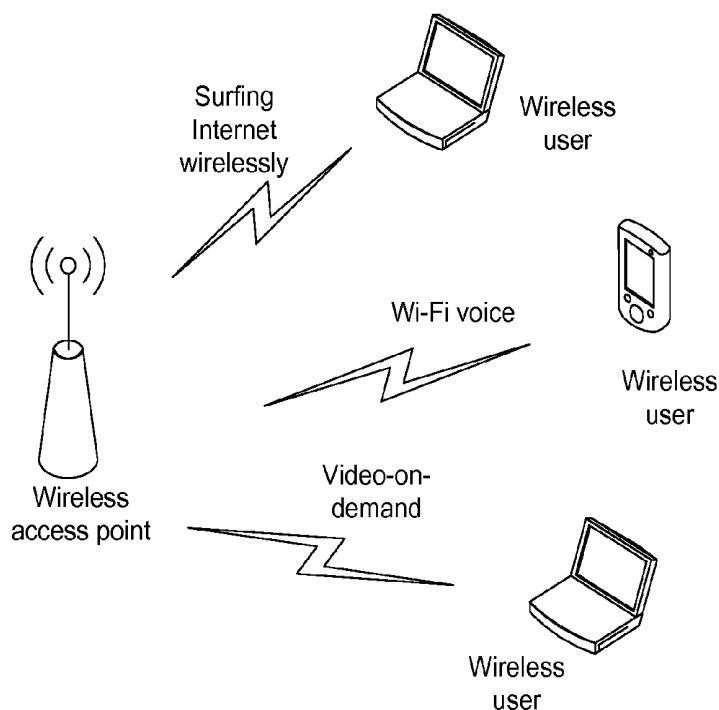 Surfing
Internet
wirelessly
Wireless
user
Wi-Fi voice
Wireless
user
Video-on-
demand
Wireless
access point
Wireless
user